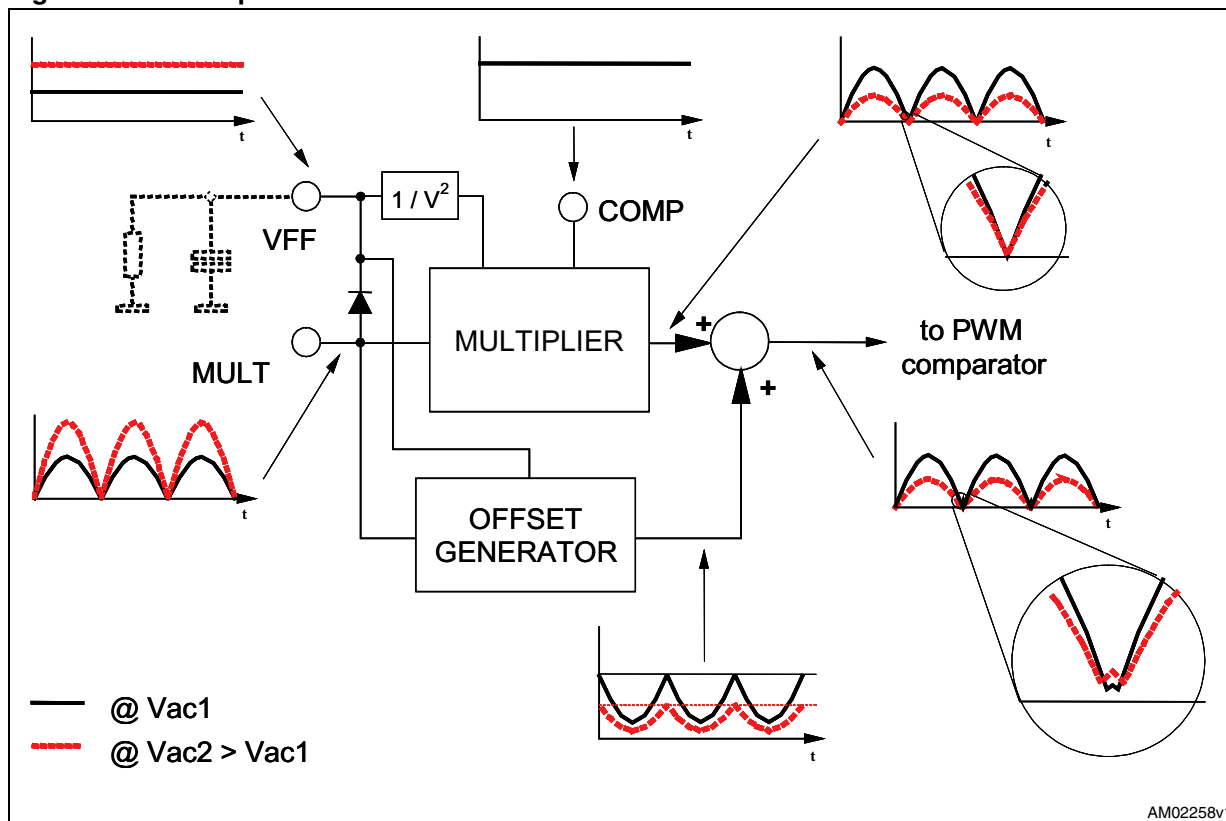 t
t
t
1 / V²
COMP
VFF
MULTIPLIER
+
to PWM
comparator
MULT
+
t
t
OFFSET
GENERATOR
@ Vac1
@ Vac2 > Vac1
t
AM02258v1